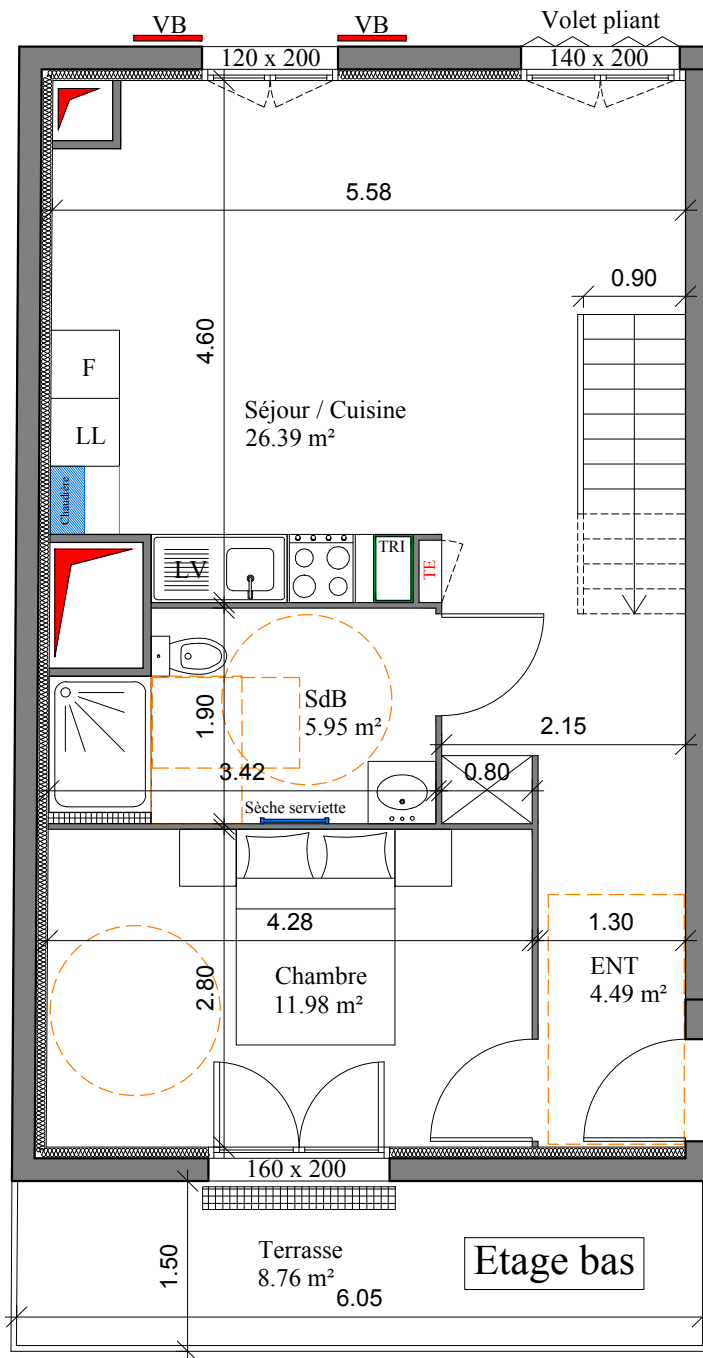 VB
VB
Volet pliant
120 x 200
140 x 200
5.58
0.90
4.60
F
LL
Chaudière
Séjour / Cuisine
26.39 m²
LV
TRI
TE
SdB
5.95 m²
1.90
2.15
3.42
0.80
Sèche serviette
4.28
1.30
2.80
Chambre
11.98 m²
ENT
4.49 m²
160 x 200
Terrasse
8.76 m²
Etage bas
1.50
6.05